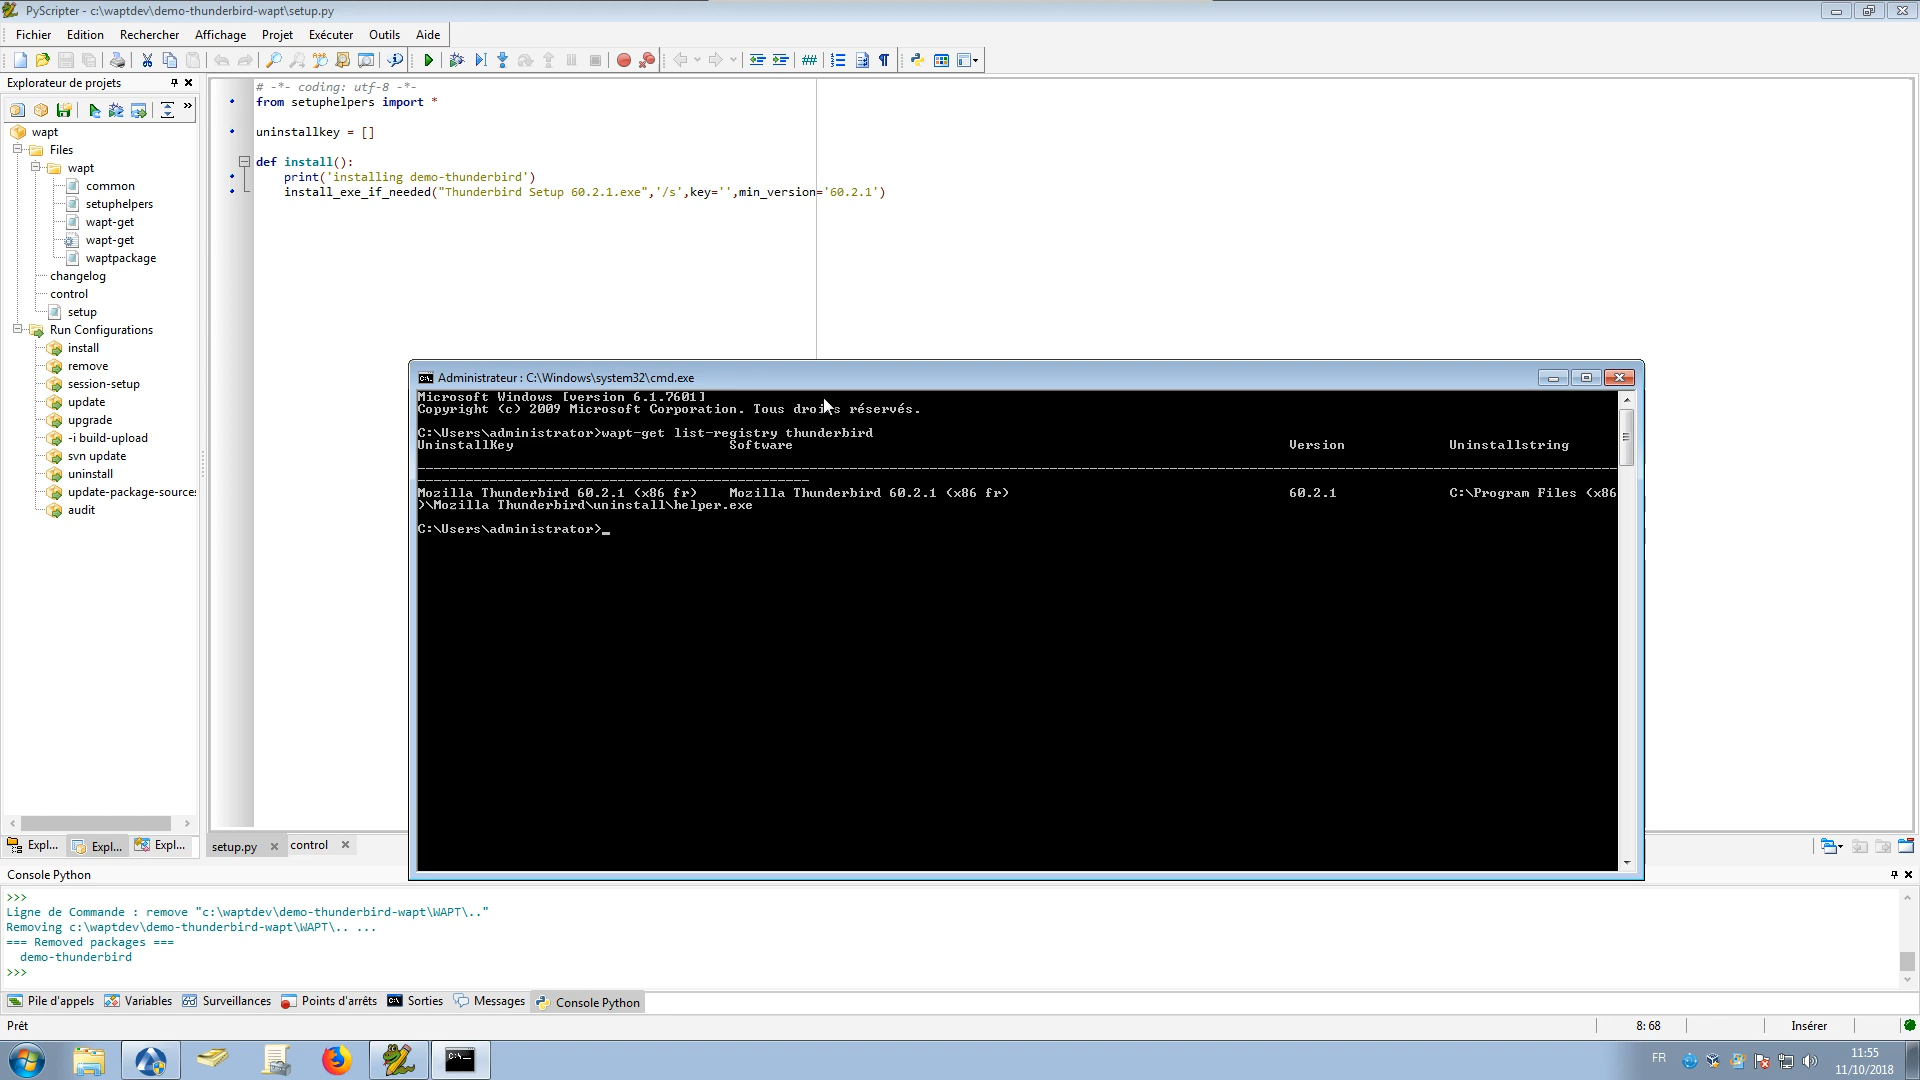 PyScripter - c:\waptdev\demo-thunderbird-wapt\setup.py
Fichier Edition Rechercher Affichage Projet Exécuter Outils Aide
Explorateur de projets
wapt
Files
wapt
common
setuphelpers
wapt-get
wapt-get
waptpackage
changelog
control
setup
Run Configurations
install
remove
session-setup
update
upgrade
-i build-upload
svn update
uninstall
update-package-sources
audit
Expl... Expl... Expl...
# -*- coding: utf-8 -*-
from setuphelpers import *
uninstallkey = []
def install():
print('installing demo-thunderbird')
install_exe_if_needed("Thunderbird Setup 60.2.1.exe",'/s',key='',min_version='60.2.1')
Administrateur : C:\Windows\system32\cmd.exe
Microsoft Windows [version 6.1.7601]
Copyright (c) 2009 Microsoft Corporation. Tous droits réservés.
C:\Users\administrator>wapt-get list-registry thunderbird
UninstallKey Software Version Uninstallstring
Mozilla Thunderbird 60.2.1 (x86 fr) Mozilla Thunderbird 60.2.1 (x86 fr) 60.2.1 C:\Program Files (x86
)\Mozilla Thunderbird\uninstall\helper.exe
C:\Users\administrator>_
setup.py control
Console Python
>>>
Ligne de Commande : remove "c:\waptdev\demo-thunderbird-wapt\WAPT\.."
Removing c:\waptdev\demo-thunderbird-wapt\WAPT\.. ...
=== Removed packages ===
demo-thunderbird
>>>
Pile d'appels Variables Surveillances Points d'arrêts Sorties Messages Console Python
Prêt 8: 68 Insérer
FR 11:55
11/10/2018